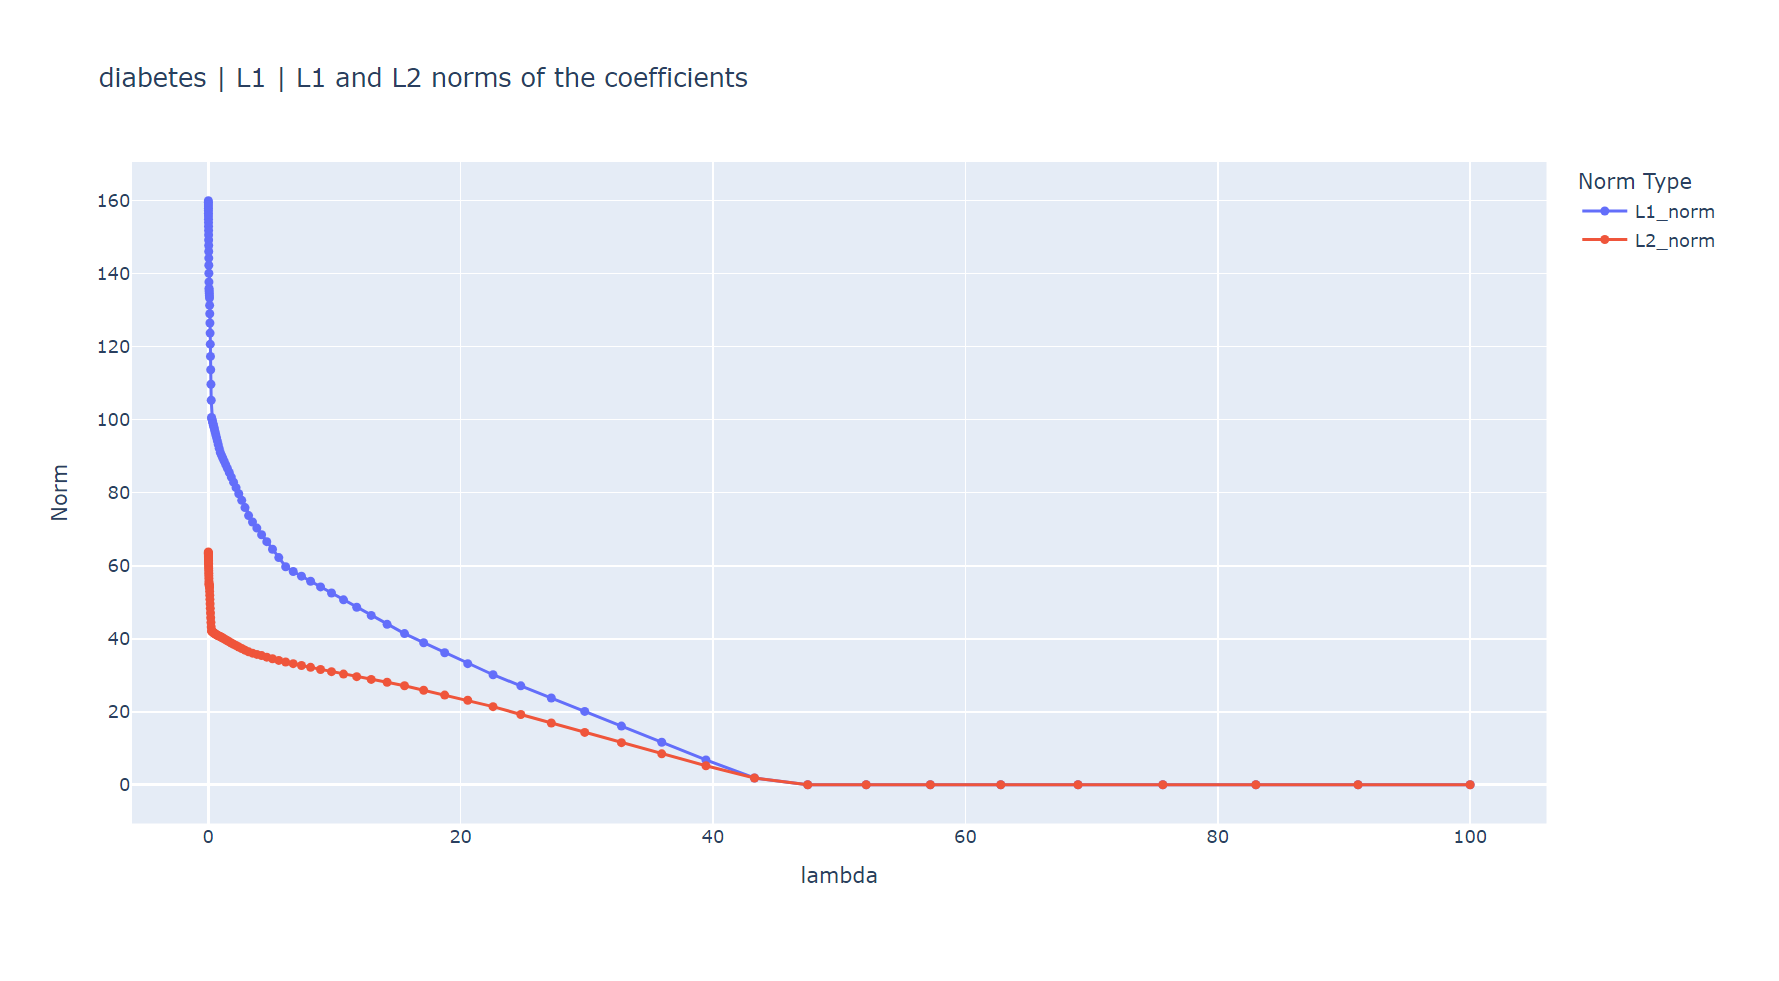 diabetes | L1 | L1 and L2 norms of the coefficients
Norm Type
L1_norm
L2_norm
160
140
120
100
80
60
40
20
0
Norm
0 20 40 60 80 100
lambda